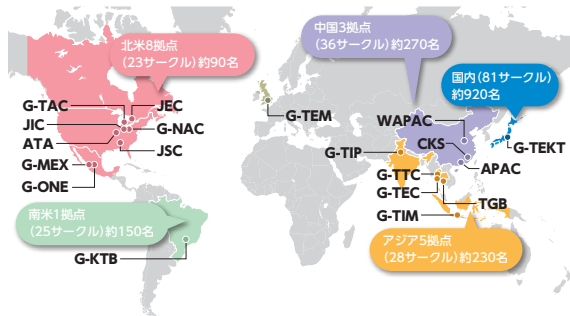 北米8拠点
（23サークル）約90名
中国3拠点
（36サークル）約270名
国内（81サークル）
約920名
G-TAC
JEC
JIC
G-NAC
ATA
JSC
G-MEX
G-ONE
G-TEM
WAPAC
G-TEKT
CKS
G-TIP
APAC
G-TTC
G-TEC
TGB
G-TIM
南米1拠点
（25サークル）約150名
G-KTB
アジア5拠点
（28サークル）約230名